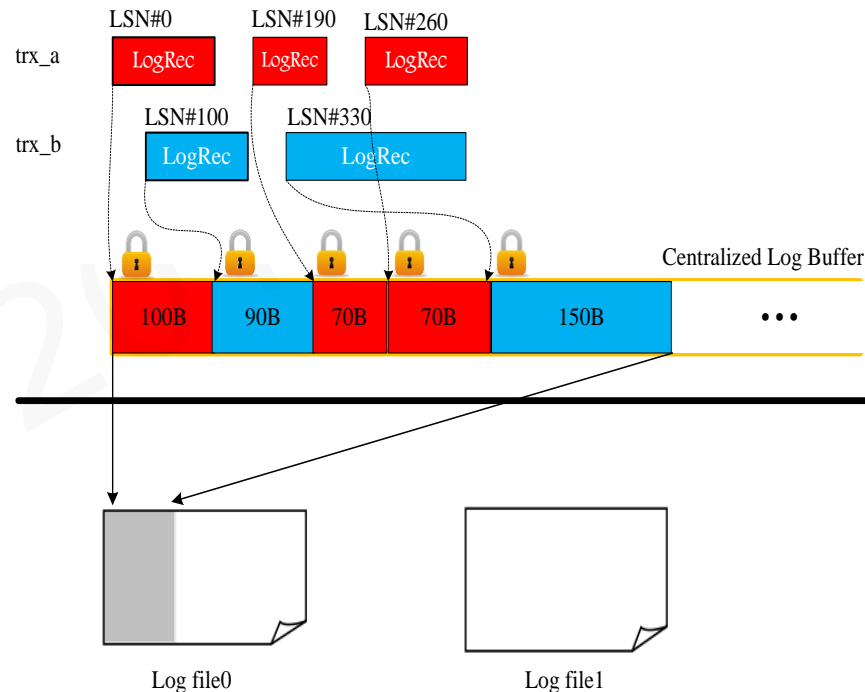 LSN#0 LSN#190 LSN#260
trx_a LogRec LogRec LogRec
LSN#100 LSN#330
trx_b LogRec LogRec
Centralized Log Buffer
100B 90B 70B 70B 150B •••
Log file0 Log file1